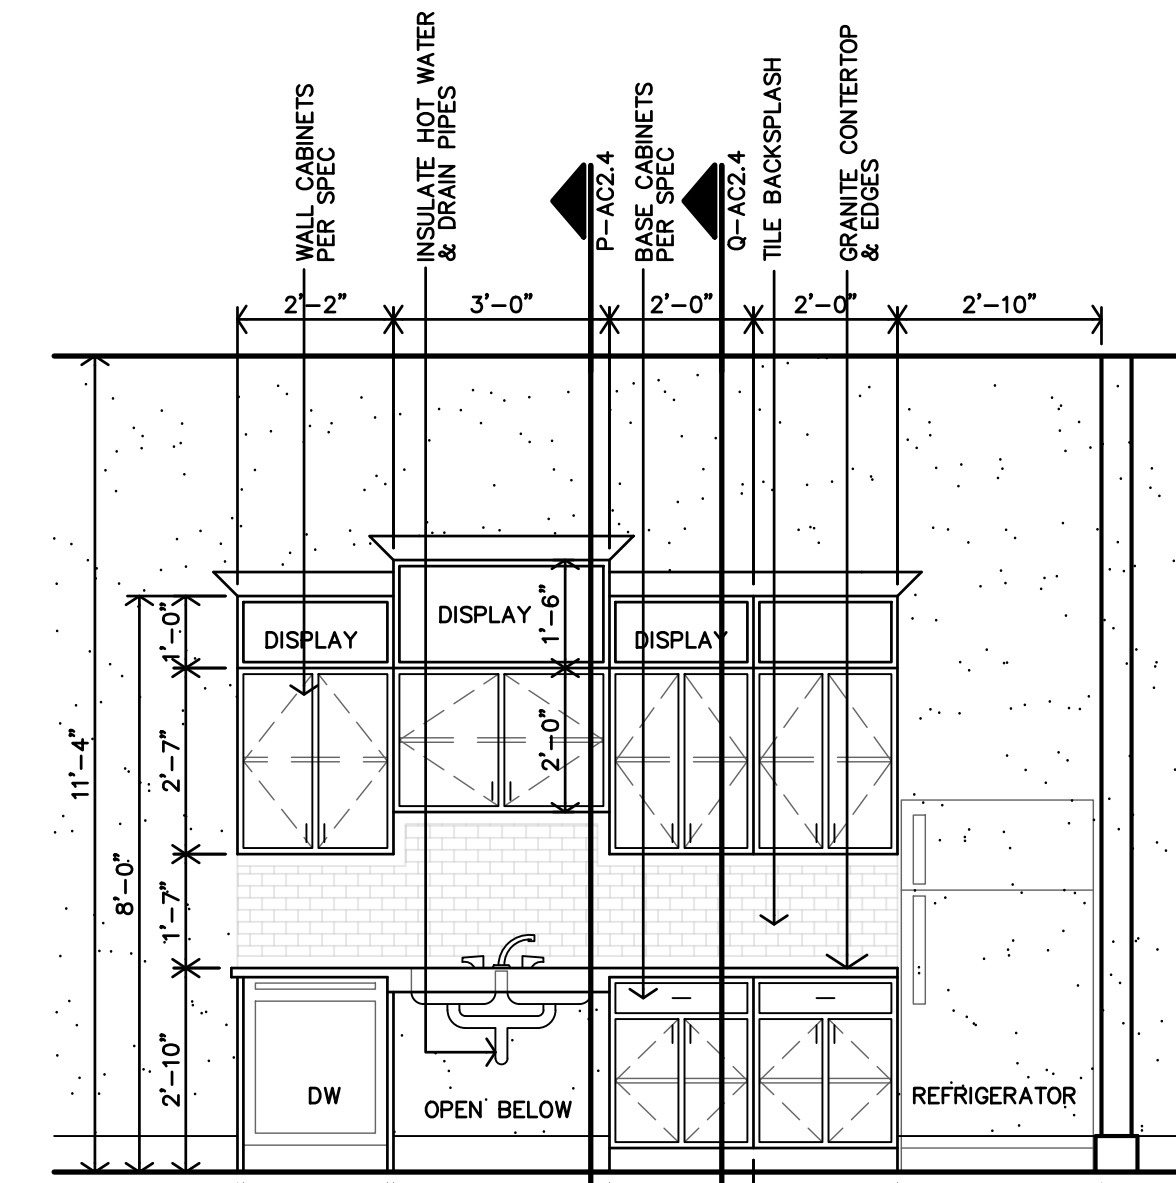 WALL CABINETS
PER SPEC
INSULATE HOT WATER
& DRAIN PIPES
P-AC2.4
BASE CABINETS
PER SPEC
Q-AC2.4
TILE BACKSPLASH
GRANITE CONTERTOP
& EDGES
2'-2"
3'-0"
2'-0"
2'-0"
2'-10"
11'-4"
8'-0"
1'-0"
2'-7"
1'-7"
2'-10"
DISPLAY
DISPLAY
1'-6"
DISPLAY
2'-0"
DW
OPEN BELOW
REFRIGERATOR